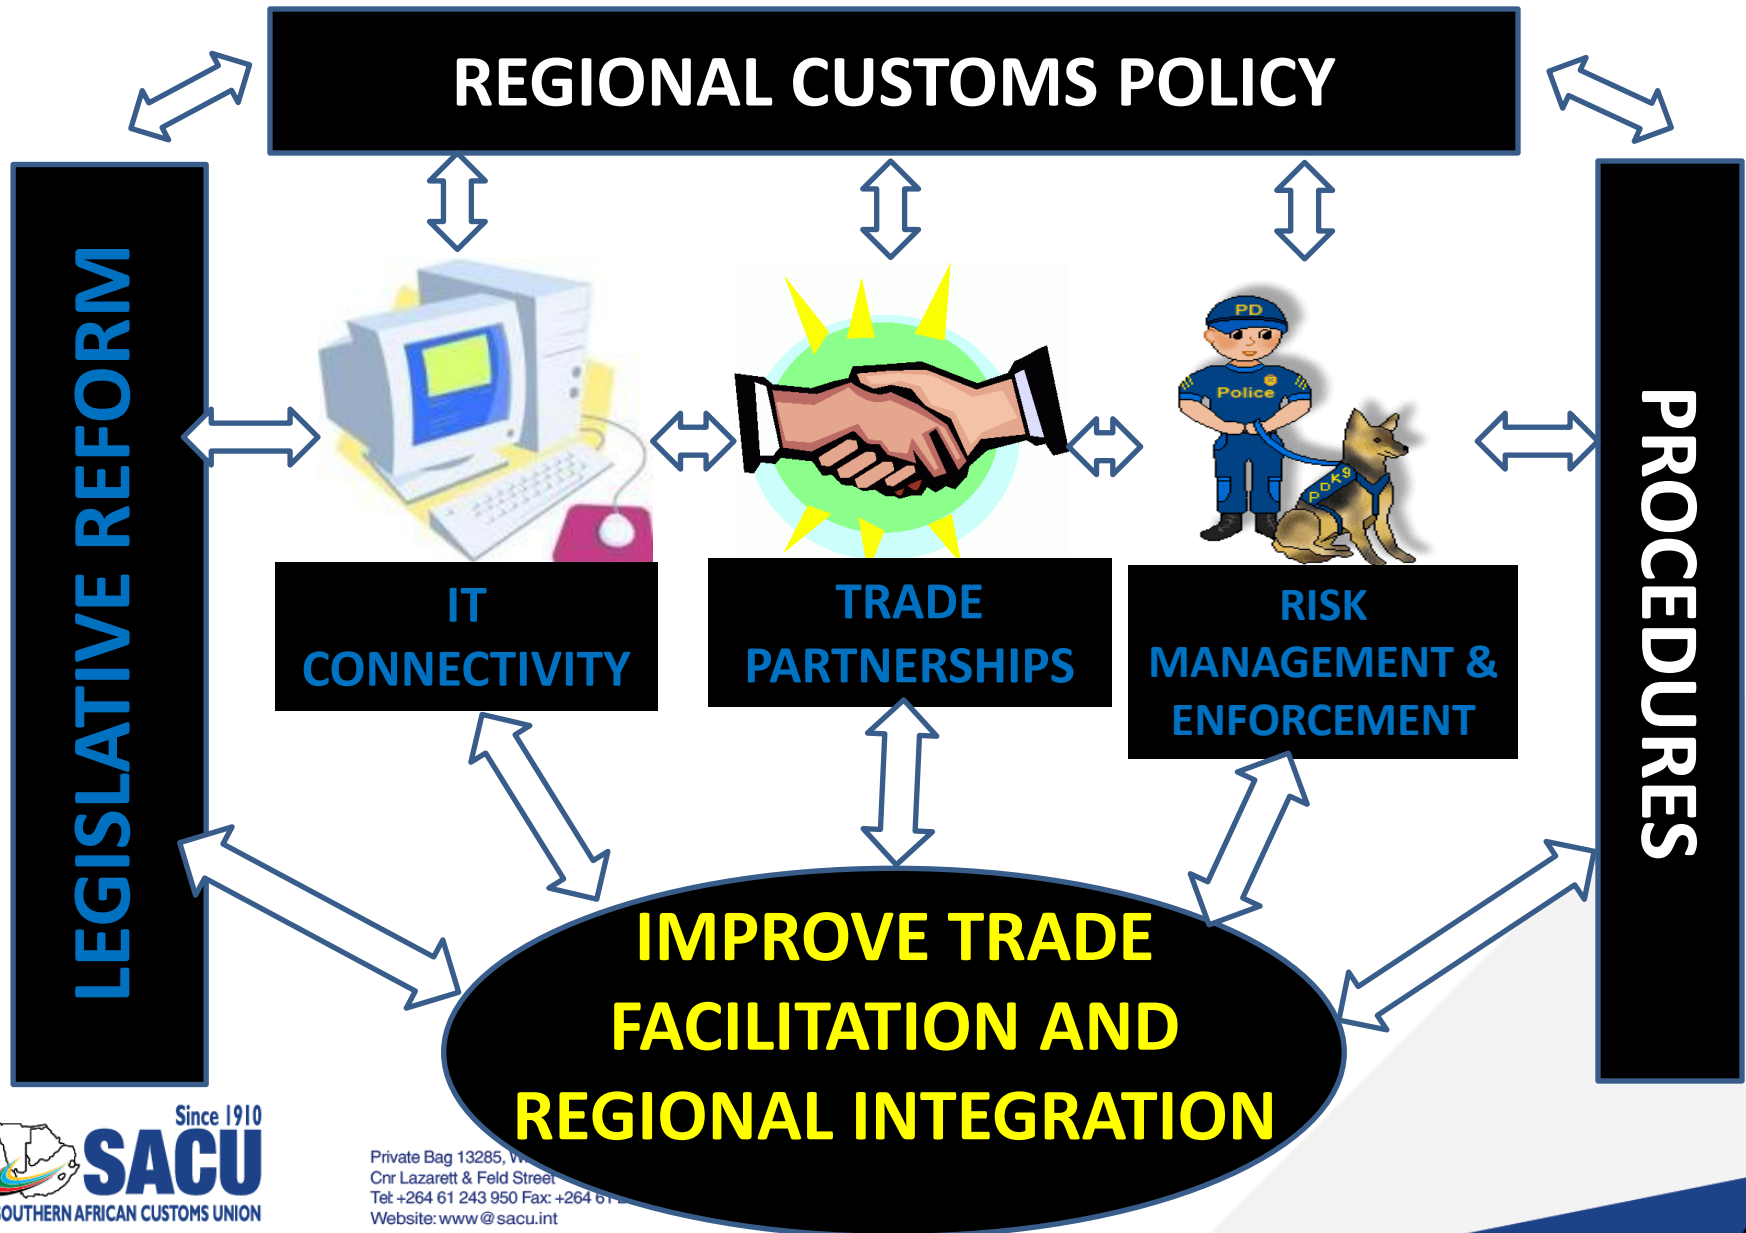 REGIONAL CUSTOMS POLICY
LEGISLATIVE REFORM
PD
Police
PDK9
IT
CONNECTIVITY
TRADE
PARTNERSHIPS
RISK
MANAGEMENT &
ENFORCEMENT
PROCEDURES
IMPROVE TRADE
FACILITATION AND
REGIONAL INTEGRATION
Since 1910
SACU
SOUTHERN AFRICAN CUSTOMS UNION
Private Bag 13285,
Cnr Lazarett & Feld Street
Tel: +264 61 243 950 Fax: +264 61
Website: www@sacu.int